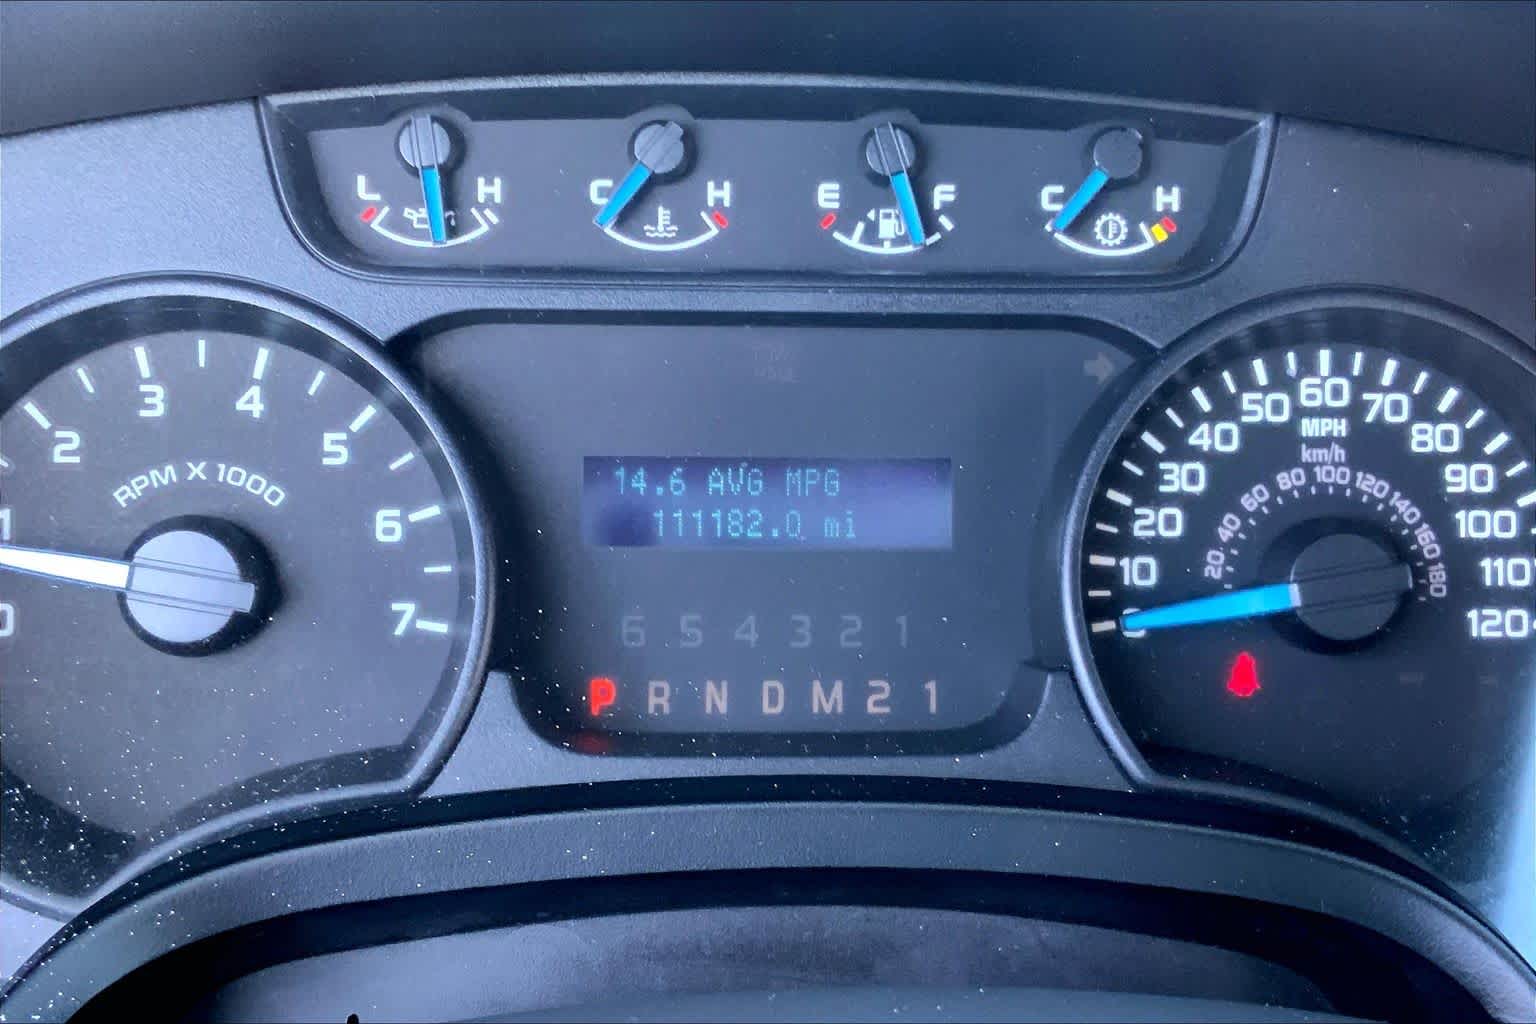 L H C H E F C H
0 1 2 3 4 5 6 7
RPM X 1000
14.6 AVG MPG
111182.0 mi
6 5 4 3 2 1
P R N D M 2 1
0 10 20 30 40 50 60 70 80 90 100 110 120
MPH
km/h
20 40 60 80 100 120 140 160 180